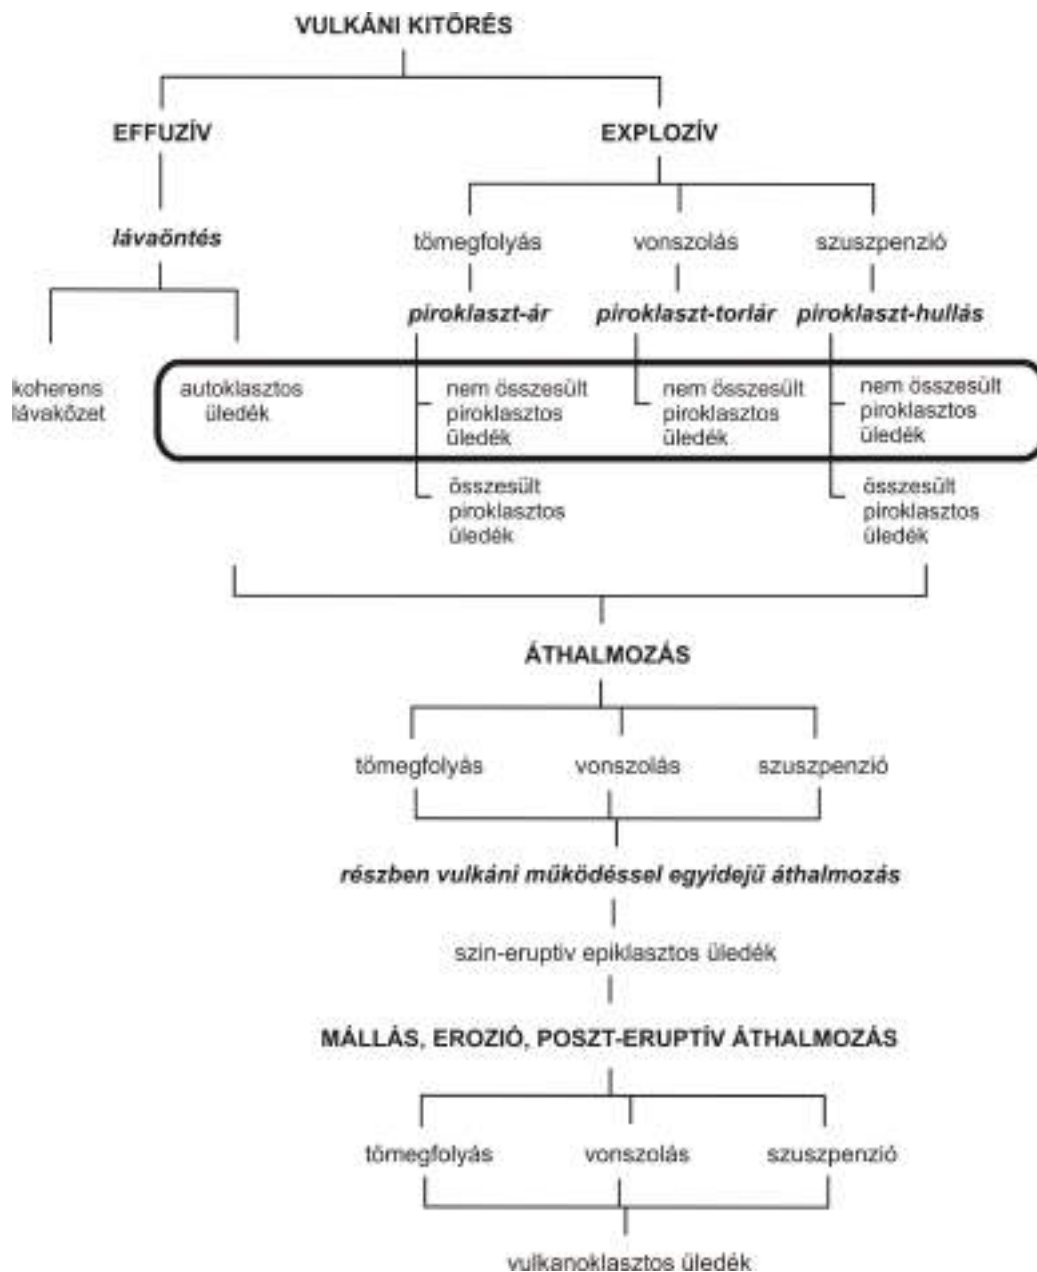 VULKÁNI KITÖRÉS
EFFUZÍV
EXPLOZÍV
lávaöntés
tömegfolyás
vonszolás
szuszpenzió
piroklaszt-ár
piroklaszt-torlár
piroklaszt-hullás
koherens
lávakőzet
autoklasztos
üledék
nem összesült
piroklasztos
üledék
nem összesült
piroklasztos
üledék
nem összesült
piroklasztos
üledék
összesült
piroklasztos
üledék
összesült
piroklasztos
üledék
ÁTHALMOZÁS
tömegfolyás
vonszolás
szuszpenzió
részben vulkáni működéssel egyidejű áthalmozás
szin-eruptiv epiklasztos üledék
MÁLLÁS, EROZIÓ, POSZT-ERUPTÍV ÁTHALMOZÁS
tömegfolyás
vonszolás
szuszpenzió
vulkanoklasztos üledék